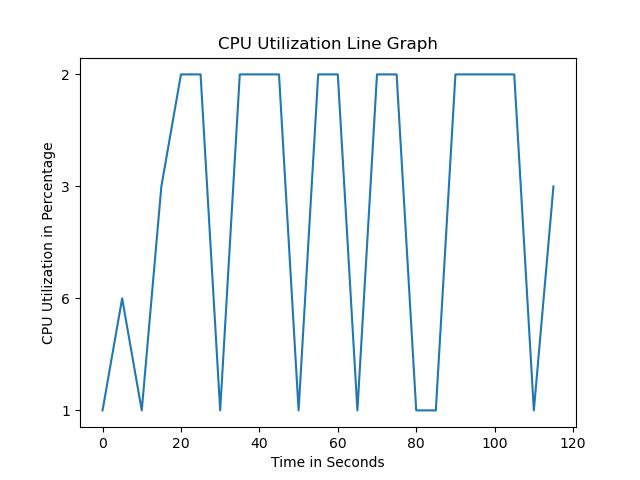 CPU Utilization Line Graph
2
3
6
1
CPU Utilization in Percentage
0 20 40 60 80 100 120
Time in Seconds